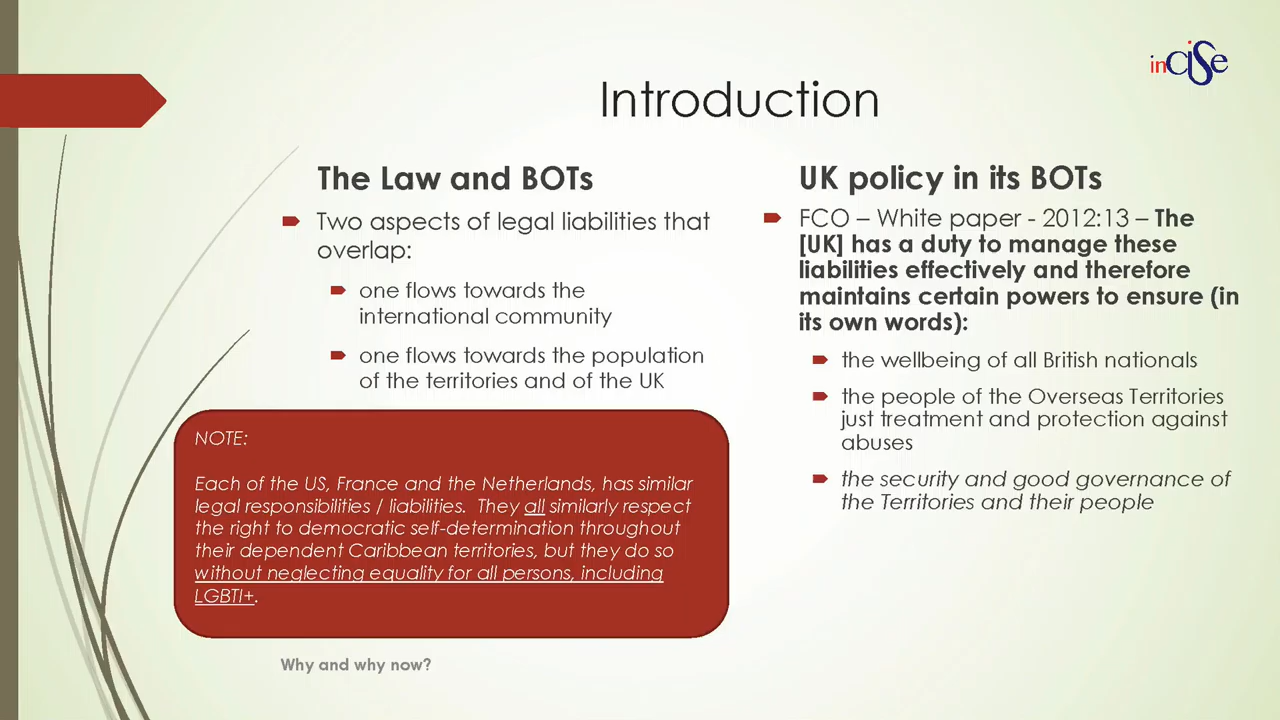 inCiSe
Introduction
The Law and BOTs
Two aspects of legal liabilities that
overlap:
one flows towards the
international community
one flows towards the population
of the territories and of the UK
NOTE:
Each of the US, France and the Netherlands, has similar
legal responsibilities / liabilities. They all similarly respect
the right to democratic self-determination throughout
their dependent Caribbean territories, but they do so
without neglecting equality for all persons, including
LGBTI+.
UK policy in its BOTs
FCO – White paper - 2012:13 – The
[UK] has a duty to manage these
liabilities effectively and therefore
maintains certain powers to ensure (in
its own words):
the wellbeing of all British nationals
the people of the Overseas Territories
just treatment and protection against
abuses
the security and good governance of
the Territories and their people
Why and why now?